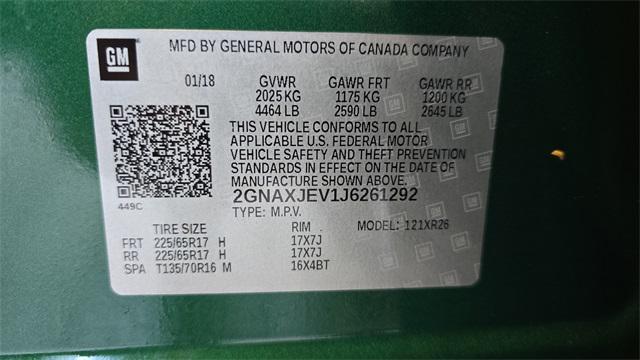 GM
MFD BY GENERAL MOTORS OF CANADA COMPANY
01/18 GVWR GAWR FRT GAWR RR
2025 KG 1175 KG 1200 KG
4464 LB 2590 LB 2645 LB
THIS VEHICLE CONFORMS TO ALL
APPLICABLE U.S. FEDERAL MOTOR
VEHICLE SAFETY AND THEFT PREVENTION
STANDARDS IN EFFECT ON THE DATE OF
MANUFACTURE SHOWN ABOVE.
449C
2GNAXJEV1J6261292
TYPE: M.P.V.
TIRE SIZE RIM MODEL: 121XR26
FRT 225/65R17 H 17X7J
RR 225/65R17 H 17X7J
SPA T135/70R16 M 16X4BT